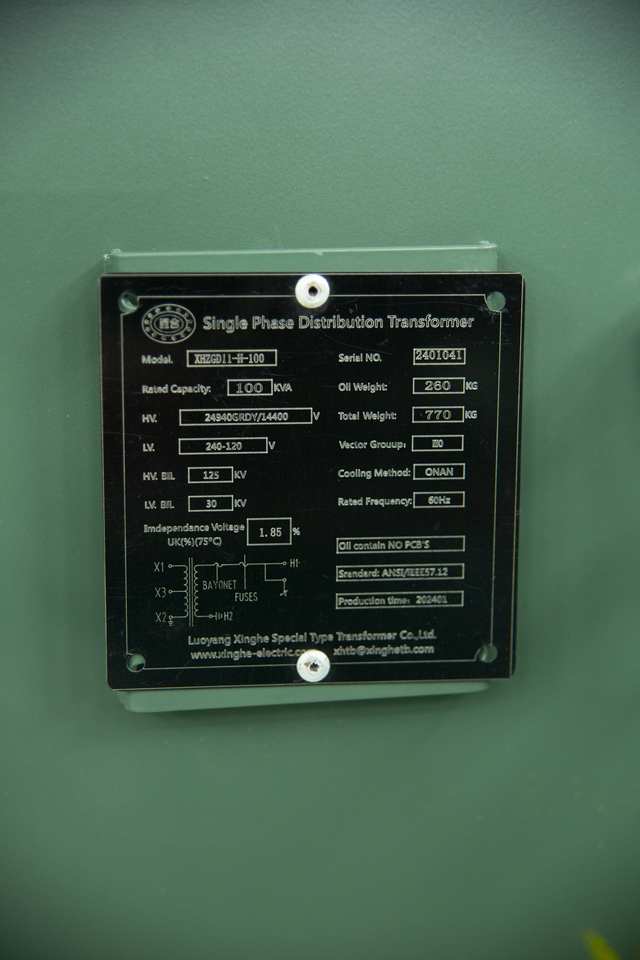 Single Phase Distribution Transformer
Model. XHZGD11-H-100 Serial NO. 2401041
Rated Capacity: 100 KVA Oil Weight: 260 KG
HV. 24940GRDY/14400 V Total Weight: 770 KG
LV. 240-120 V Vector Grouup: II0
HV. BIL 125 KV Cooling Method: ONAN
LV. BIL 30 KV Rated Frequency: 60Hz
Imdependance Voltage
UK(%)(75°C) 1.85 %
Oil contain NO PCB'S
Srendard: ANSI/IEEE57.12
Production time: 202401
X1 H1
X3 BAYONET
FUSES
X2 H2
Luoyang Xinghe Special Type Transformer Co.,Ltd.
www.xinghe-electric.com xhtb@xinghetb.com